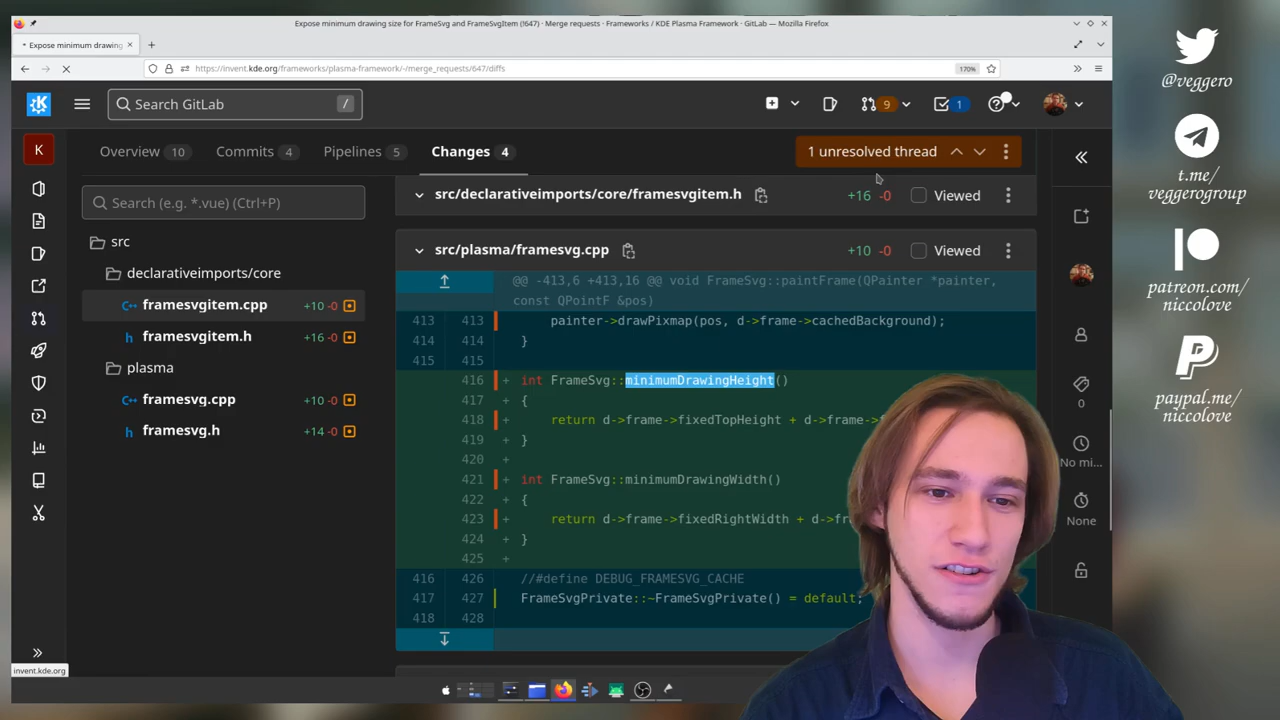 Expose minimum drawing size for FrameSvg and FrameSvgItem (!647) · Merge requests · Frameworks / KDE Plasma Framework · GitLab — Mozilla Firefox
Expose minimum drawing
https://invent.kde.org/frameworks/plasma-framework/-/merge_requests/647/diffs
170%
Search GitLab
/
9
1
K
Overview 10
Commits 4
Pipelines 5
Changes 4
1 unresolved thread
Search (e.g. *.vue) (Ctrl+P)
src
declarativeimports/core
framesvgitem.cpp +10 -0
framesvgitem.h +16 -0
plasma
framesvg.cpp +10 -0
framesvg.h +14 -0
src/declarativeimports/core/framesvgitem.h +16 -0 Viewed
src/plasma/framesvg.cpp +10 -0 Viewed
@@ -413,6 +413,16 @@ void FrameSvg::paintFrame(QPainter *painter,
const QPointF &pos)
413 413 painter->drawPixmap(pos, d->frame->cachedBackground);
414 414 }
415 415
416 + int FrameSvg::minimumDrawingHeight()
417 + {
418 + return d->frame->fixedTopHeight + d->frame->f
419 + }
420 +
421 + int FrameSvg::minimumDrawingWidth()
422 + {
423 + return d->frame->fixedRightWidth + d->fr
424 + }
425 +
416 426 //#define DEBUG_FRAMESVG_CACHE
417 427 FrameSvgPrivate::~FrameSvgPrivate() = default;
418 428
0
No mi...
None
invent.kde.org
@veggero
t.me/
veggerogroup
patreon.com/
niccolove
paypal.me/
niccolove